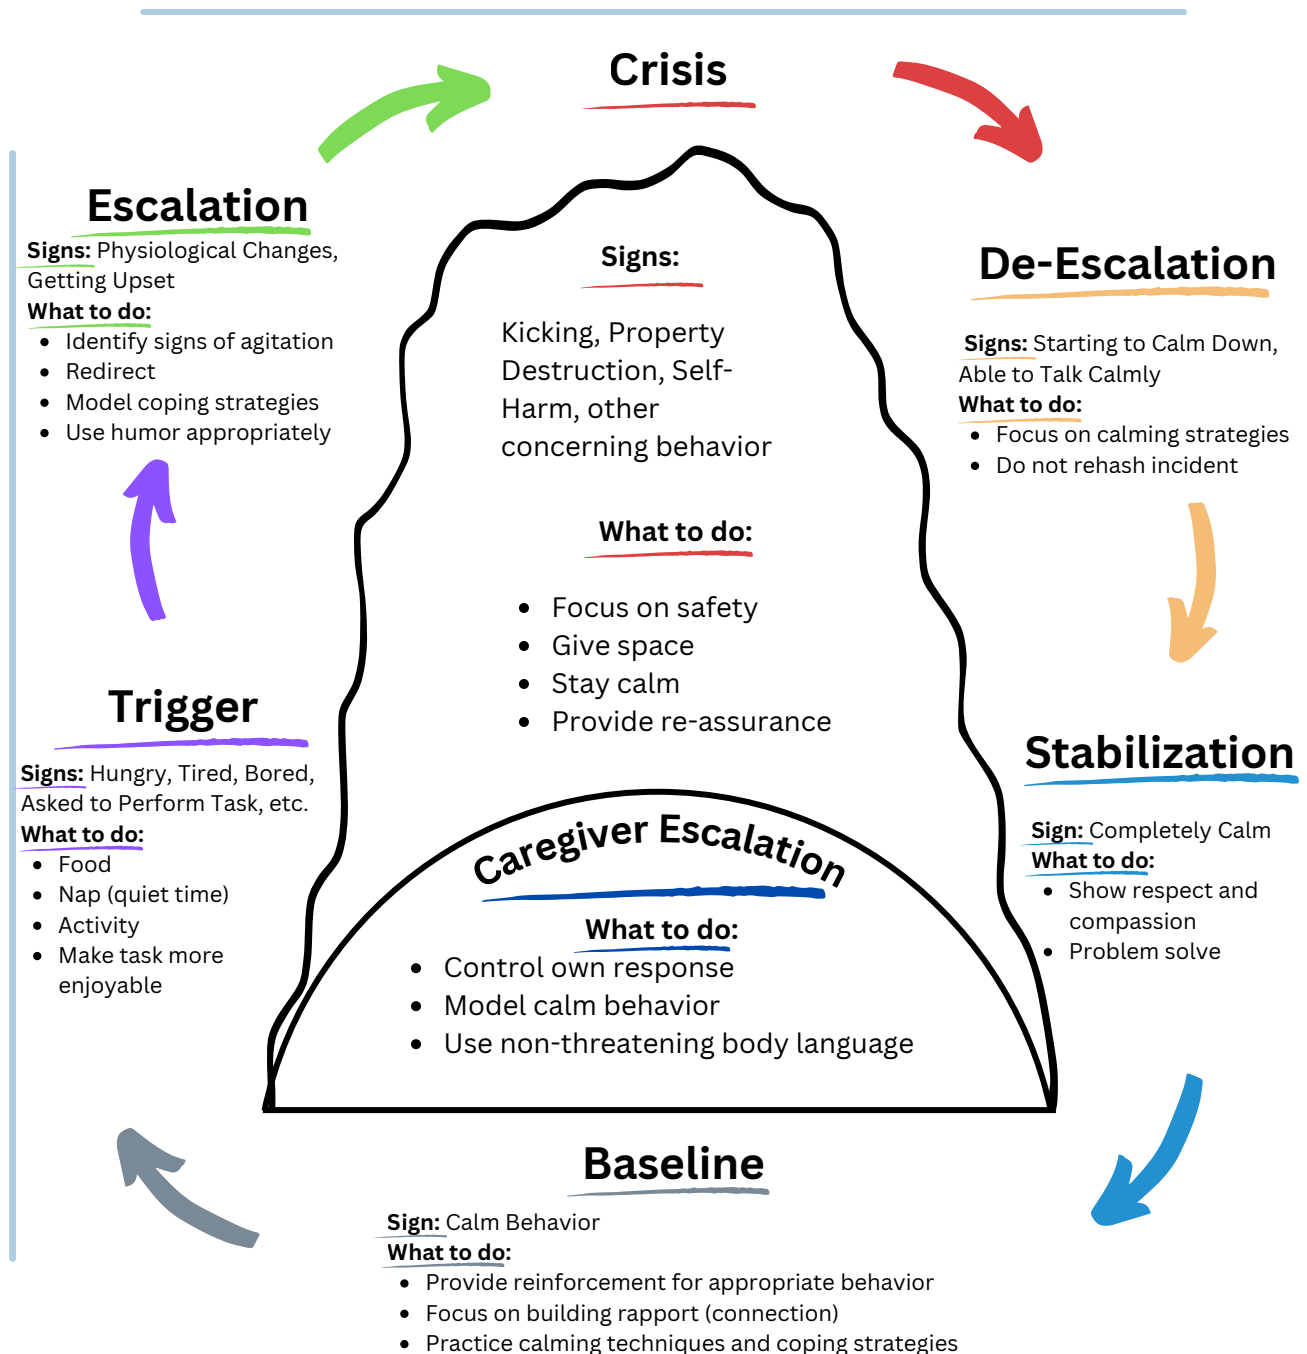 Crisis
Signs:
Kicking, Property
Destruction, Self-
Harm, other
concerning behavior
What to do:
• Focus on safety
• Give space
• Stay calm
• Provide re-assurance
Escalation
Signs: Physiological Changes,
Getting Upset
What to do:
• Identify signs of agitation
• Redirect
• Model coping strategies
• Use humor appropriately
De-Escalation
Signs: Starting to Calm Down,
Able to Talk Calmly
What to do:
• Focus on calming strategies
• Do not rehash incident
Trigger
Signs: Hungry, Tired, Bored,
Asked to Perform Task, etc.
What to do:
• Food
• Nap (quiet time)
• Activity
• Make task more
enjoyable
Stabilization
Sign: Completely Calm
What to do:
• Show respect and
compassion
• Problem solve
Caregiver Escalation
What to do:
• Control own response
• Model calm behavior
• Use non-threatening body language
Baseline
Sign: Calm Behavior
What to do:
• Provide reinforcement for appropriate behavior
• Focus on building rapport (connection)
• Practice calming techniques and coping strategies